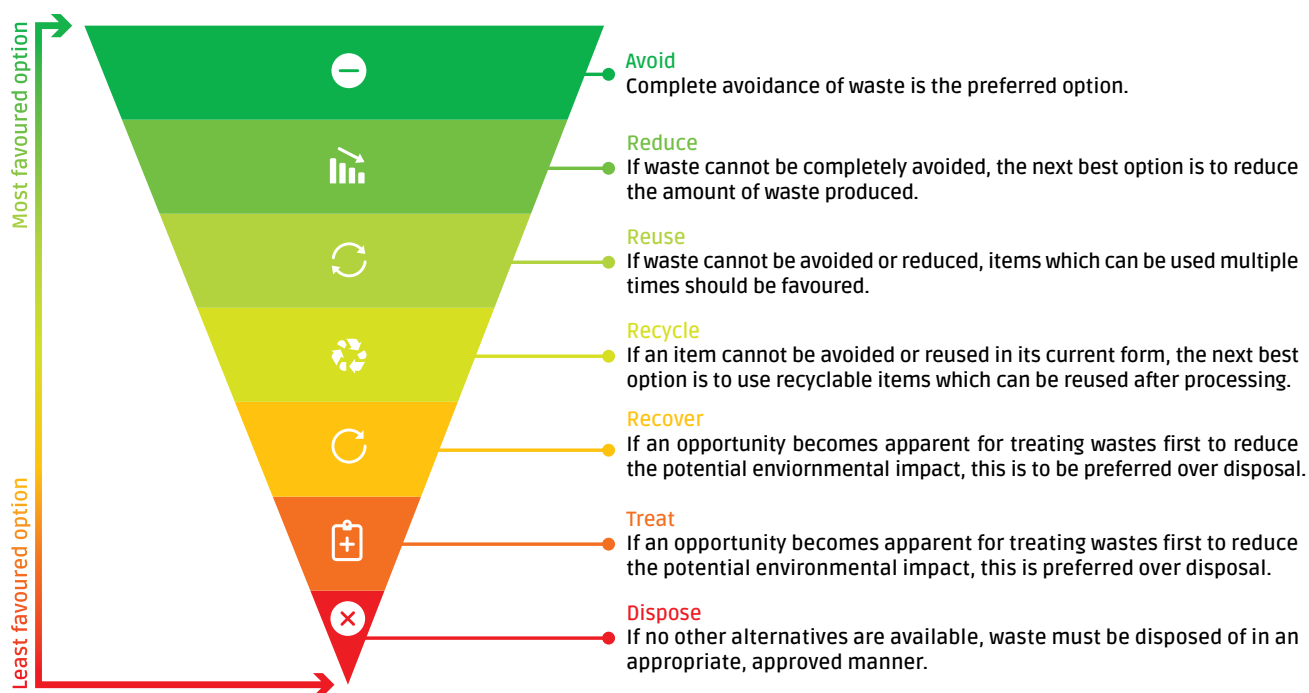 Most favoured option
Least favoured option
Avoid
Complete avoidance of waste is the preferred option.
Reduce
If waste cannot be completely avoided, the next best option is to reduce
the amount of waste produced.
Reuse
If waste cannot be avoided or reduced, items which can be used multiple
times should be favoured.
Recycle
If an item cannot be avoided or reused in its current form, the next best
option is to use recyclable items which can be reused after processing.
Recover
If an opportunity becomes apparent for treating wastes first to reduce
the potential enviornmental impact, this is to be preferred over disposal.
Treat
If an opportunity becomes apparent for treating wastes first to reduce
the potential environmental impact, this is preferred over disposal.
Dispose
If no other alternatives are available, waste must be disposed of in an
appropriate, approved manner.